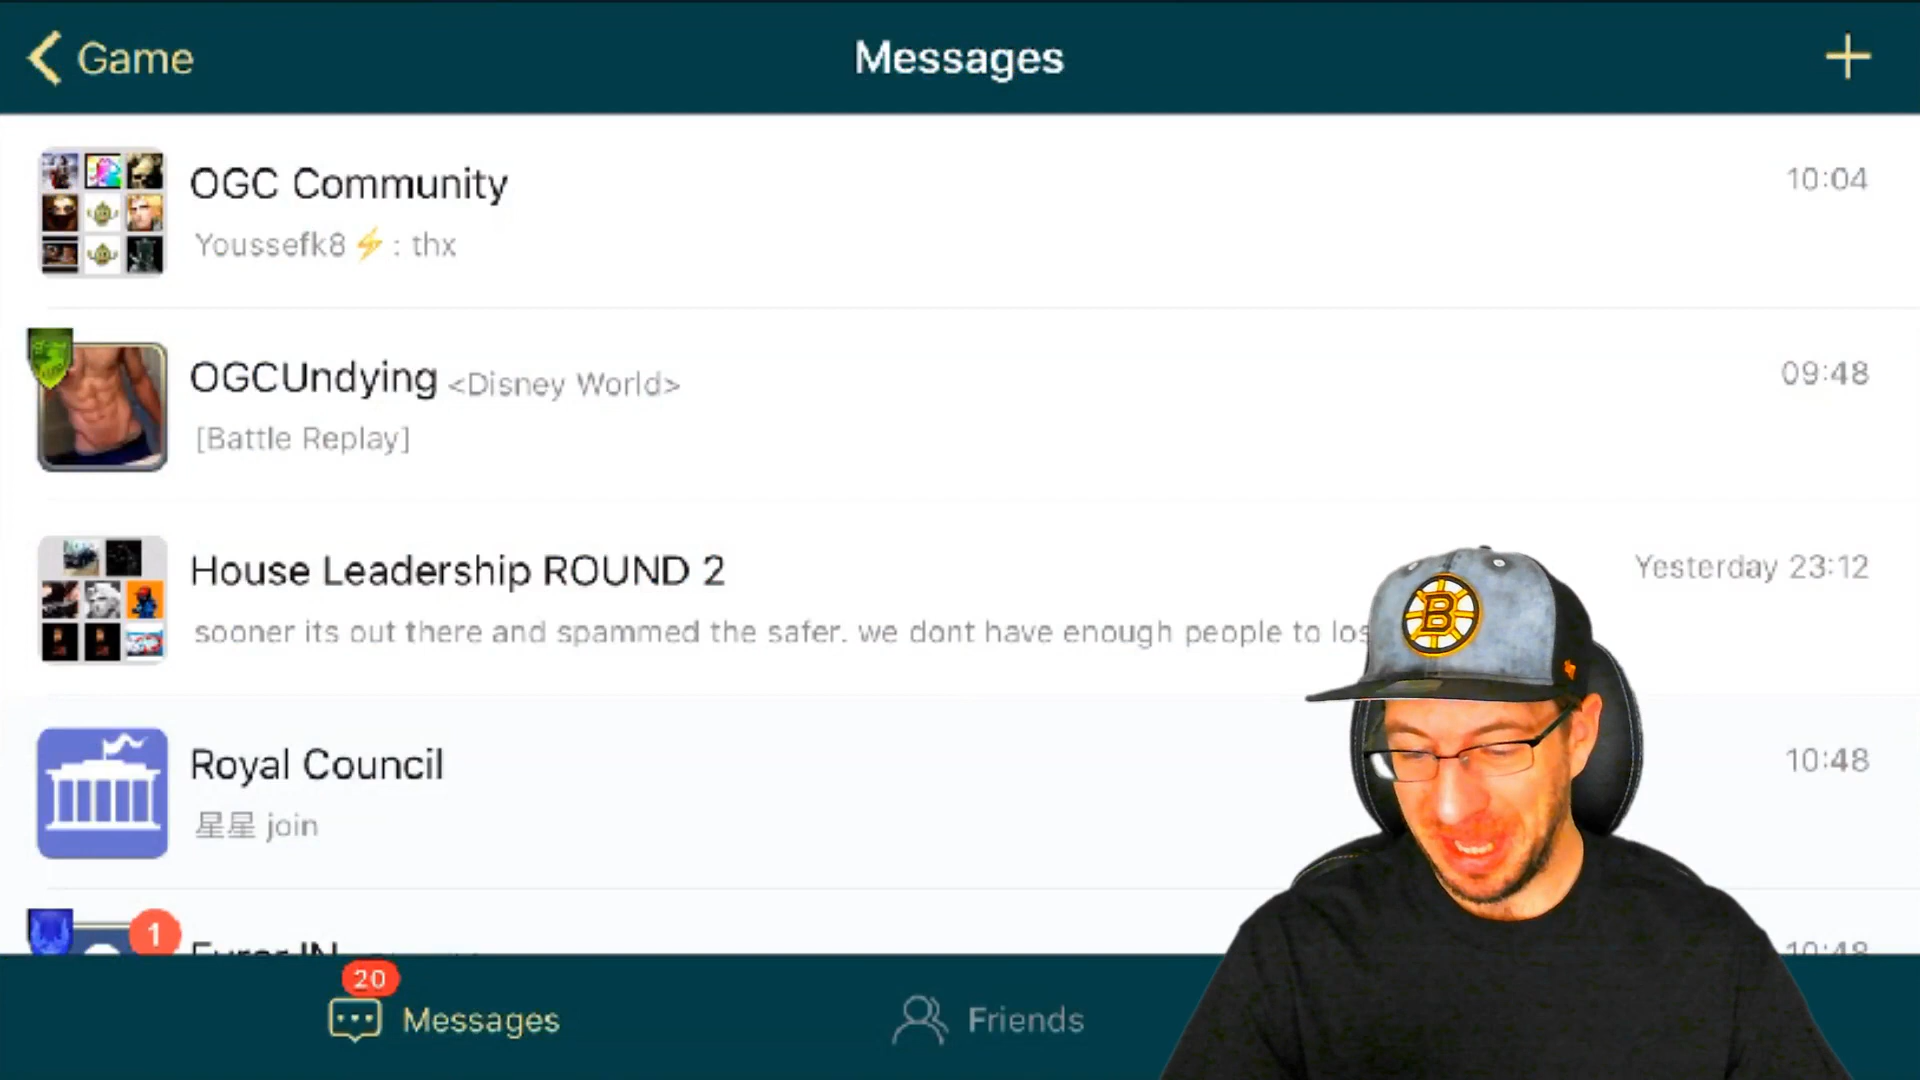 Game
Messages
OGC Community
10:04
Youssefk8⚡: thx
OGCUndying <Disney World>
09:48
[Battle Replay]
House Leadership ROUND 2
Yesterday 23:12
sooner its out there and spammed the safer. we dont have enough people to los
B
Royal Council
10:48
星星 join
1
10:48
20
Messages
Friends